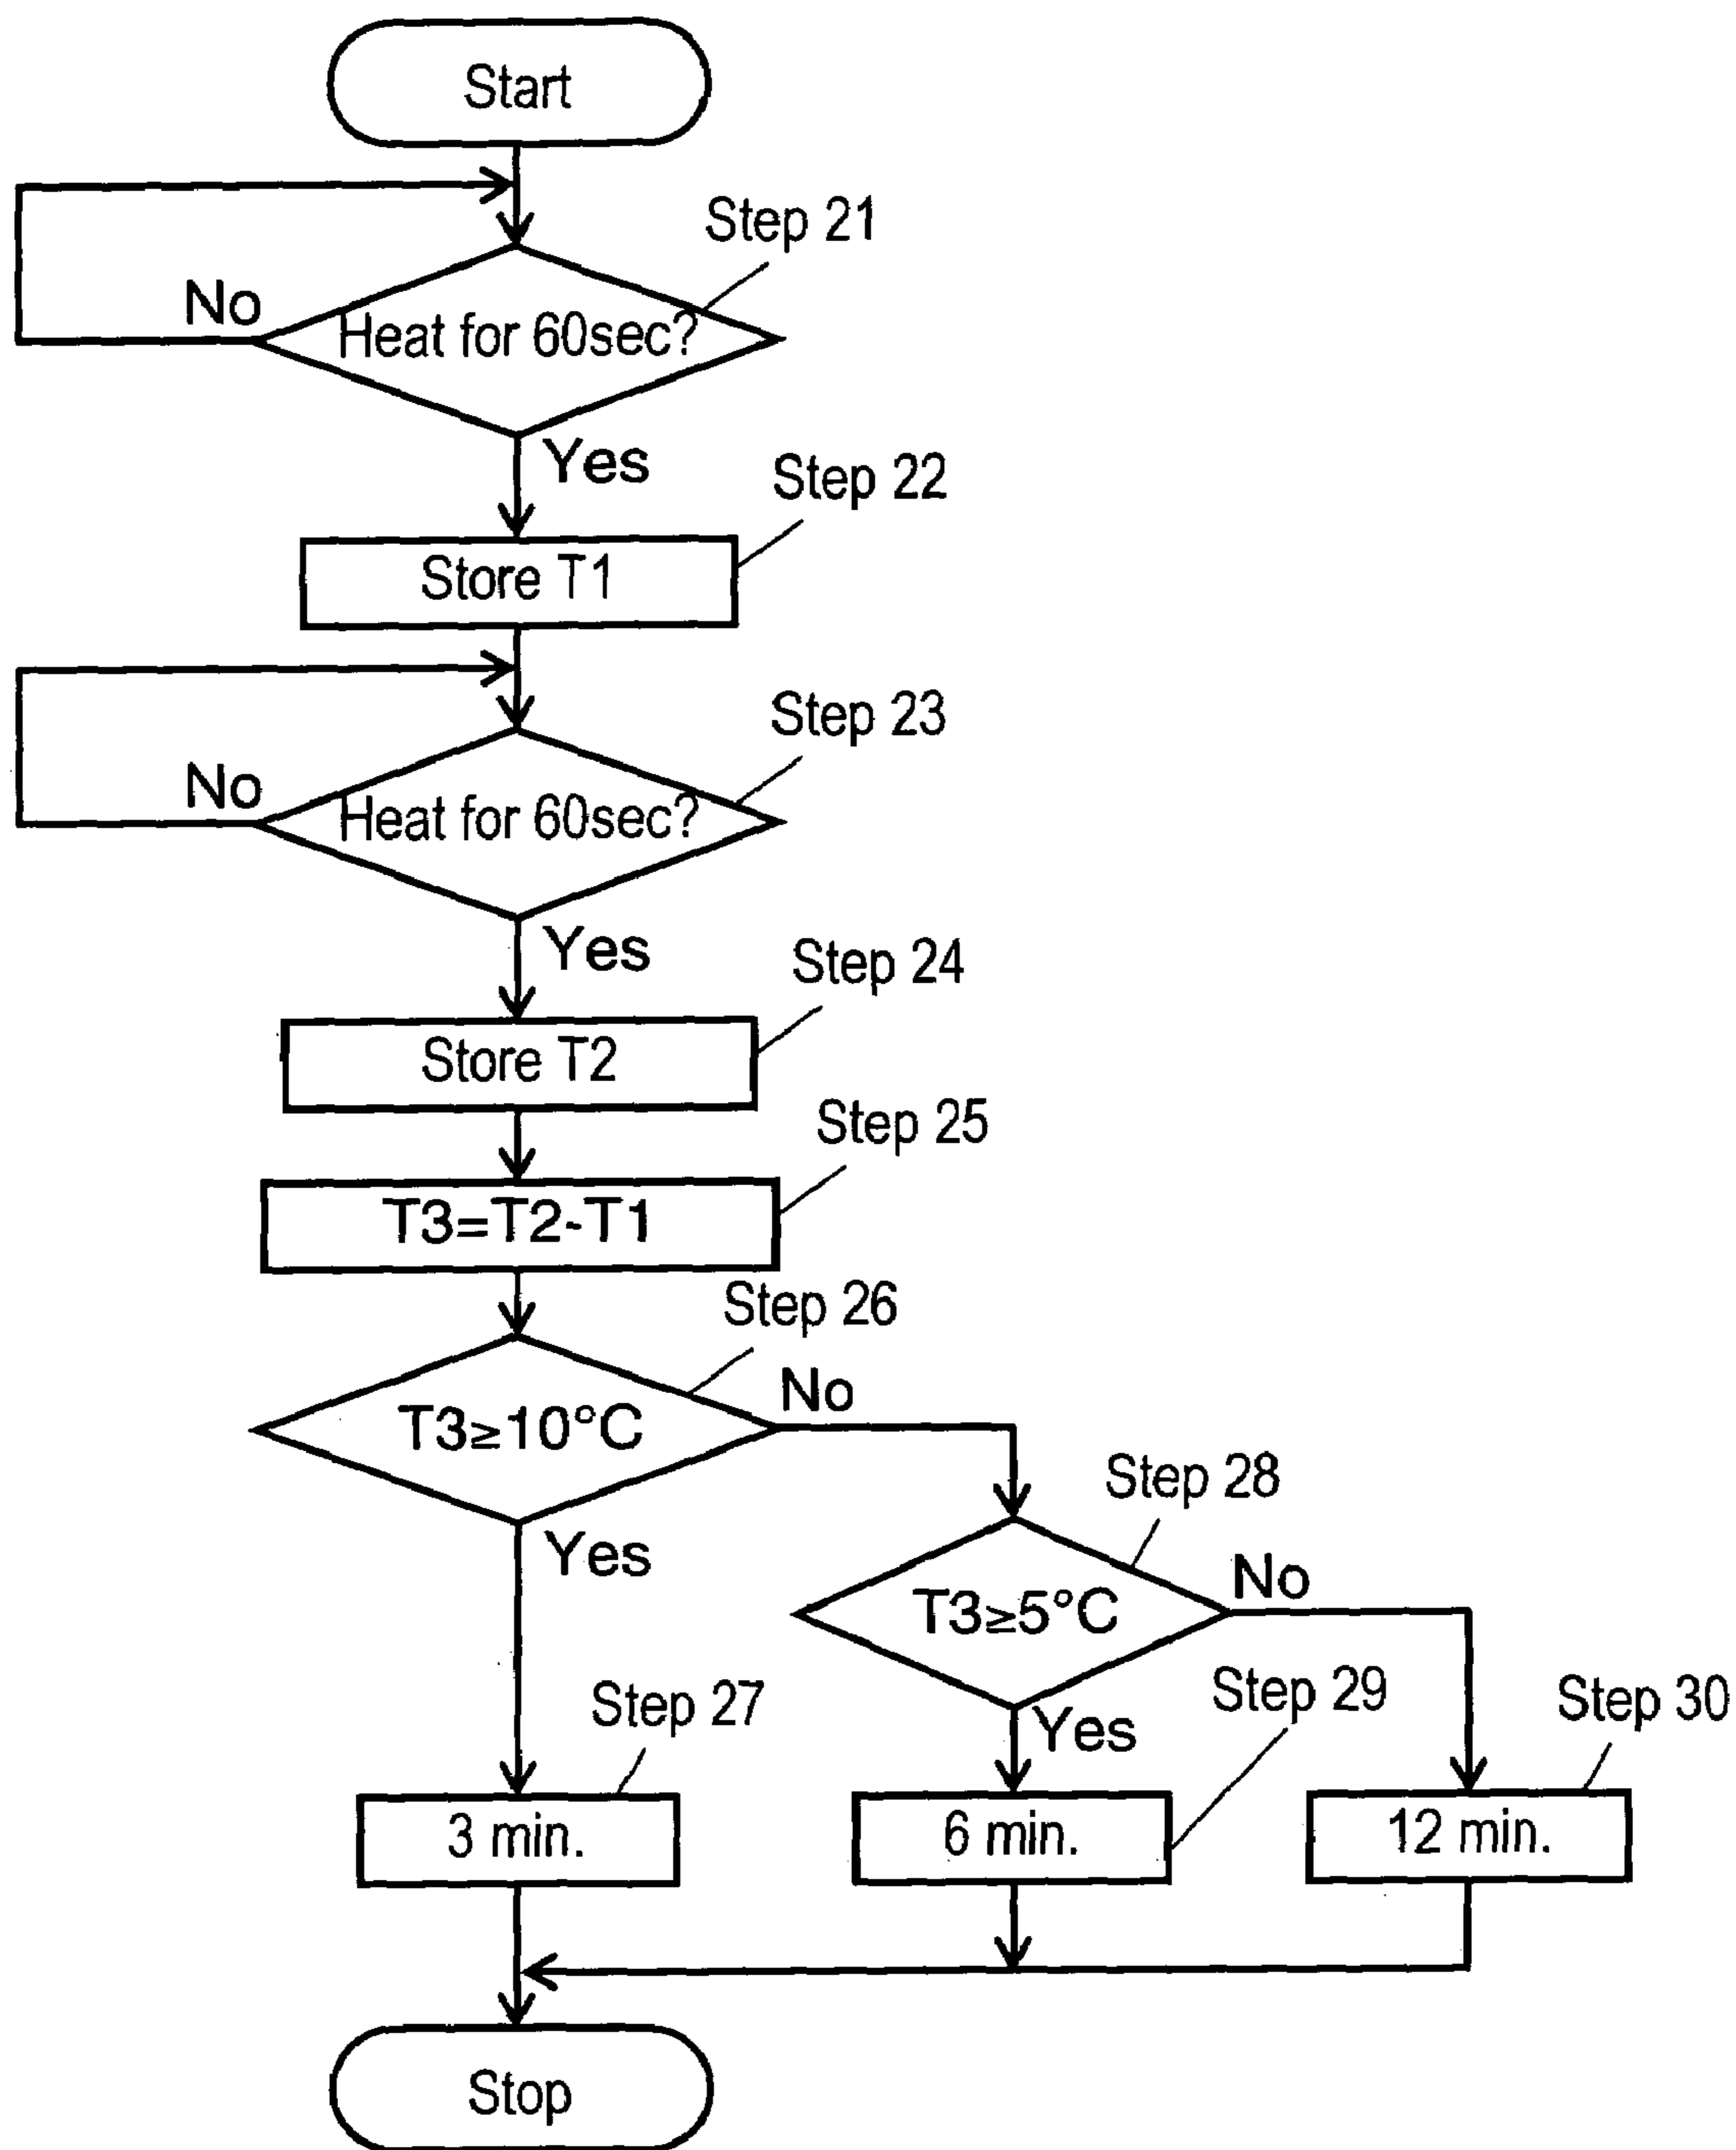 Start
Step 21
No
Heat for 60sec?
Yes
Step 22
Store T1
Step 23
No
Heat for 60sec?
Yes
Step 24
Store T2
Step 25
T3=T2-T1
Step 26
No
T3≥10°C
Step 28
Yes
No
T3≥5°C
Step 27
Step 29
Step 30
Yes
3 min.
6 min.
12 min.
Stop